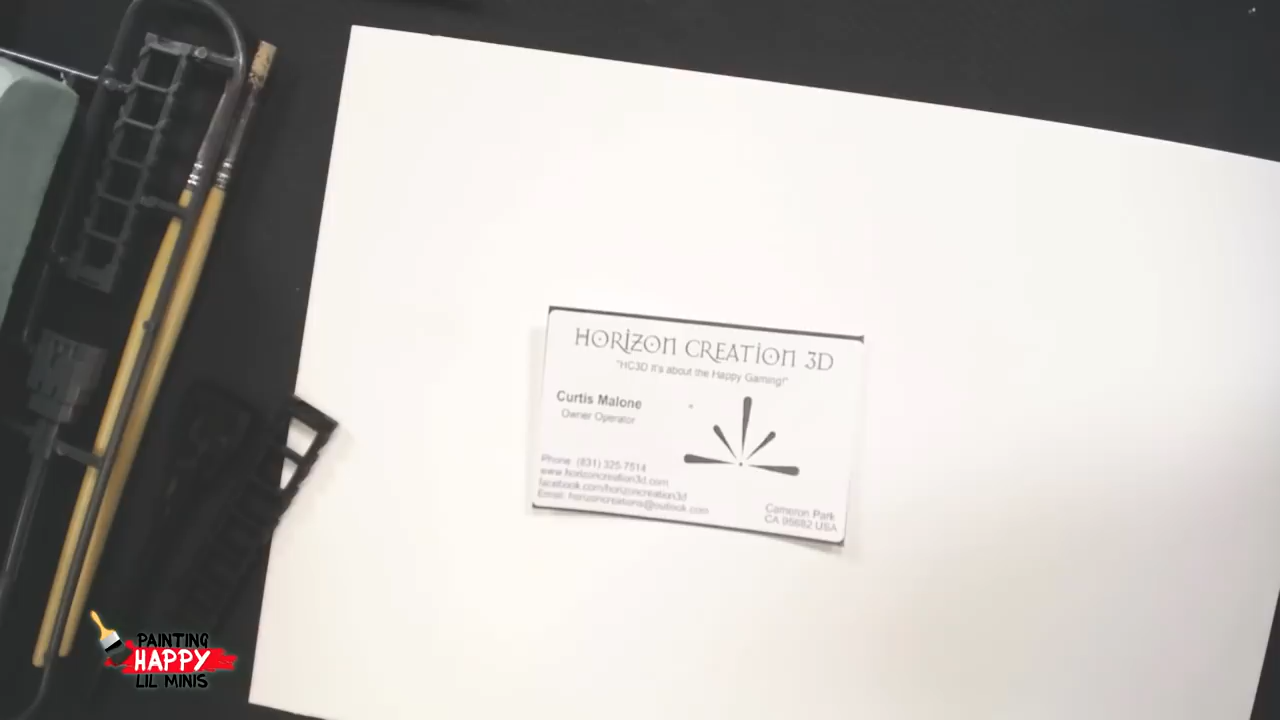 HORIZON CREATION 3D
"HC3D It's about the Happy Gaming!"
Curtis Malone
Owner Operator
Phone (831) 325-7514
www.horizoncreation3d.com
facebook.com/horizoncreation3d
Email: horizoncreations@outlook.com
Cameron Park
CA 95682 USA
PAINTING
HAPPY
LIL MINIS